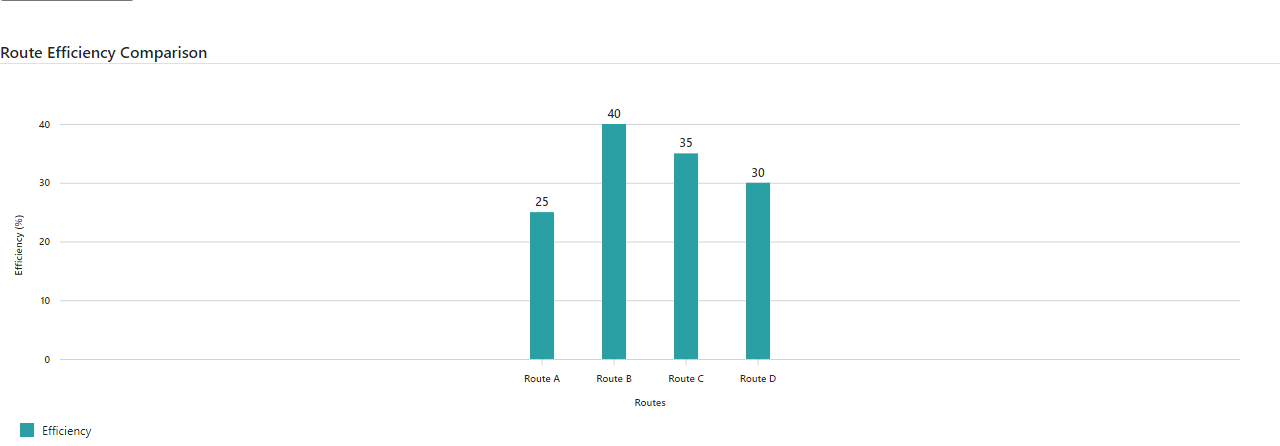 Route Efficiency Comparison
40
30
20
10
0
Efficiency (%)
25
40
35
30
Route A
Route B
Route C
Route D
Routes
Efficiency